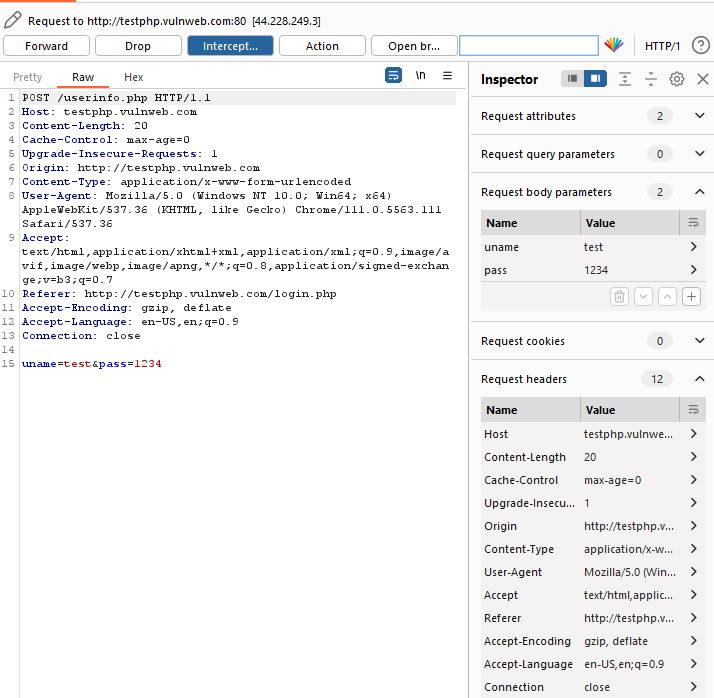 Request to http://testphp.vulnweb.com:80 [44.228.249.3]
Forward Drop Intercept... Action Open br... HTTP/1 ?
Pretty Raw Hex \n
1 POST /userinfo.php HTTP/1.1
2 Host: testphp.vulnweb.com
3 Content-Length: 20
4 Cache-Control: max-age=0
5 Upgrade-Insecure-Requests: 1
6 Origin: http://testphp.vulnweb.com
7 Content-Type: application/x-www-form-urlencoded
8 User-Agent: Mozilla/5.0 (Windows NT 10.0; Win64; x64)
AppleWebKit/537.36 (KHTML, like Gecko) Chrome/111.0.5563.111
Safari/537.36
9 Accept:
text/html,application/xhtml+xml,application/xml;q=0.9,image/a
vif,image/webp,image/apng,*/*;q=0.8,application/signed-exchan
ge;v=b3;q=0.7
10 Referer: http://testphp.vulnweb.com/login.php
11 Accept-Encoding: gzip, deflate
12 Accept-Language: en-US,en;q=0.9
13 Connection: close
14
15 uname=test&pass=1234
Inspector
Request attributes 2
Request query parameters 0
Request body parameters 2
Name Value
uname test
pass 1234
Request cookies 0
Request headers 12
Name Value
Host testphp.vulnwe...
Content-Length 20
Cache-Control max-age=0
Upgrade-Insecu... 1
Origin http://testphp.v...
Content-Type application/x-w...
User-Agent Mozilla/5.0 (Win...
Accept text/html,applic...
Referer http://testphp.v...
Accept-Encoding gzip, deflate
Accept-Language en-US,en;q=0.9
Connection close